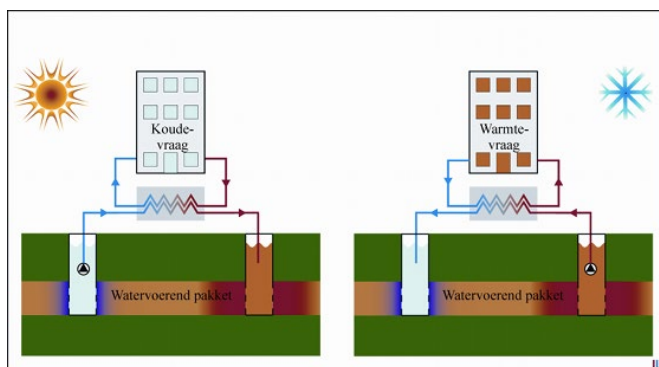 Koude-
vraag
Warmte-
vraag
Watervoerend pakket
Watervoerend pakket